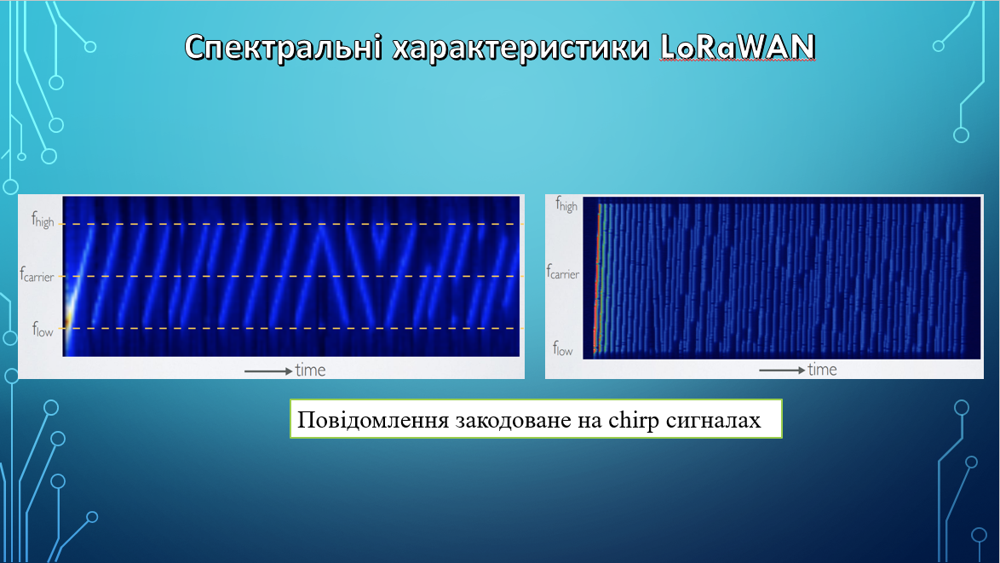 Спектральні характеристики LoRaWAN
fhigh
fcarrier
flow
time
fhigh
fcarrier
flow
time
Повідомлення закодоване на chirp сигналах